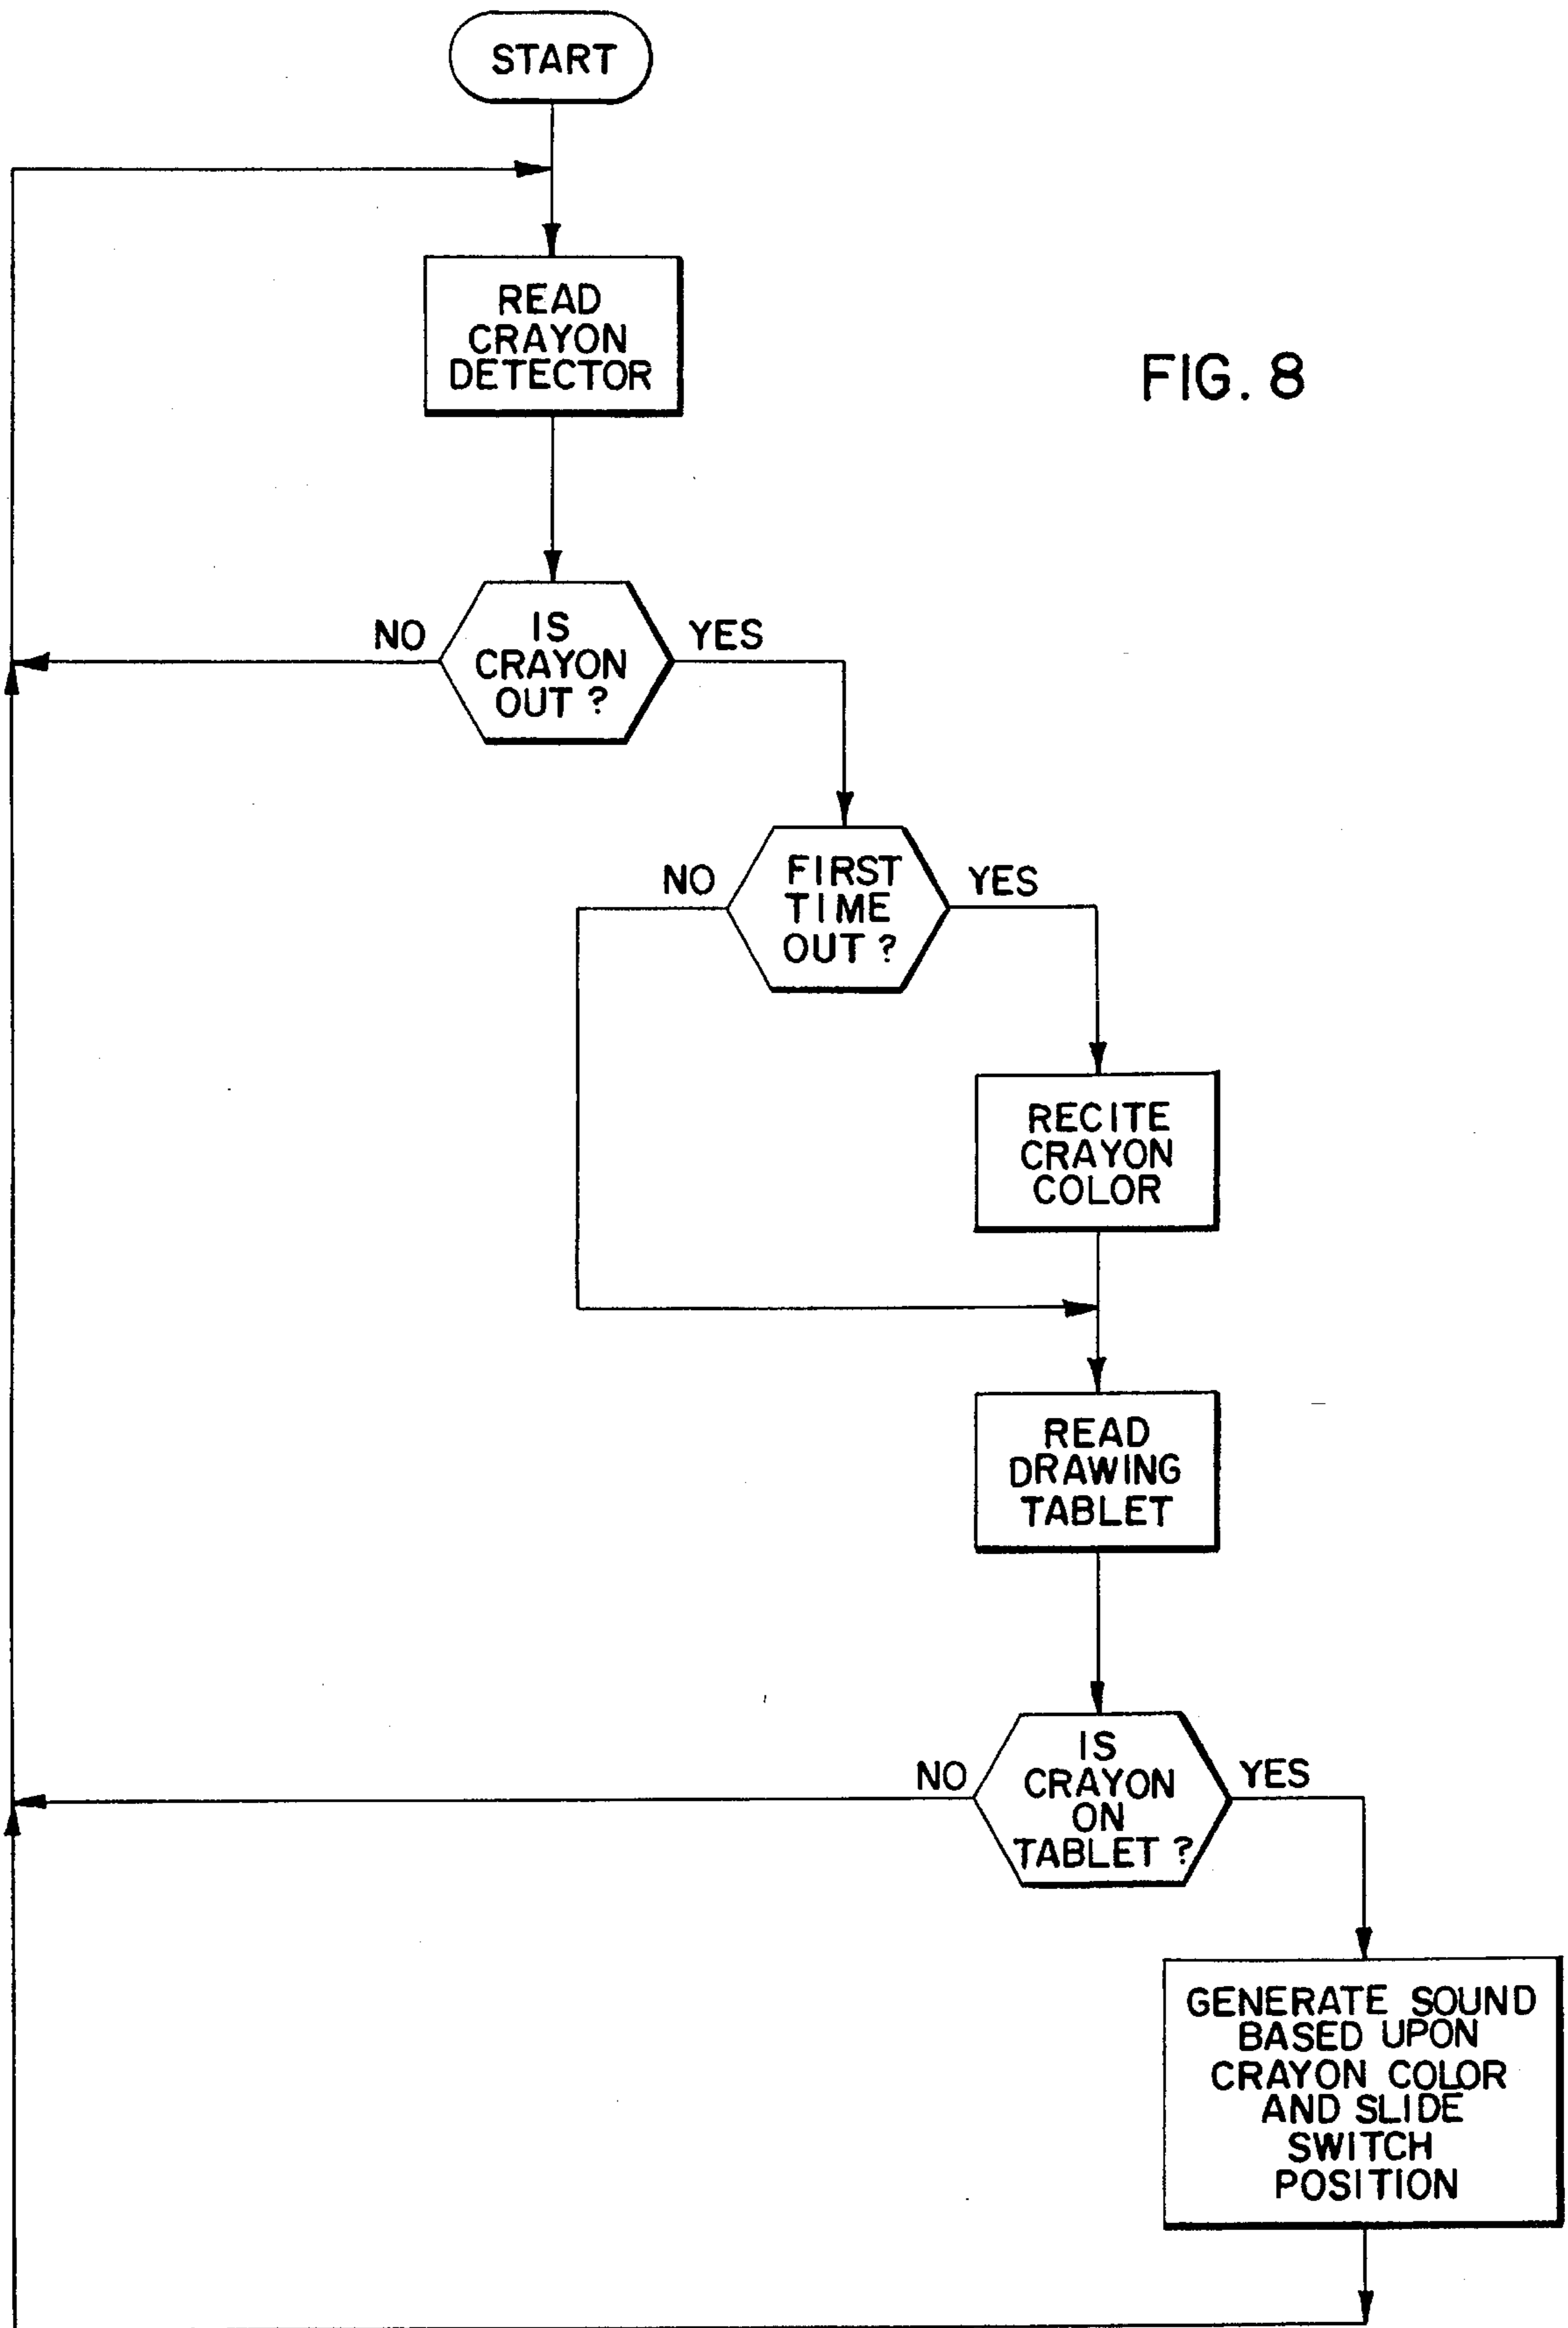 START
READ
CRAYON
DETECTOR
FIG. 8
NO
IS
CRAYON
OUT ?
YES
NO
FIRST
TIME
OUT ?
YES
RECITE
CRAYON
COLOR
READ
DRAWING
TABLET
NO
IS
CRAYON
ON
TABLET ?
YES
GENERATE SOUND
BASED UPON
CRAYON COLOR
AND SLIDE
SWITCH
POSITION